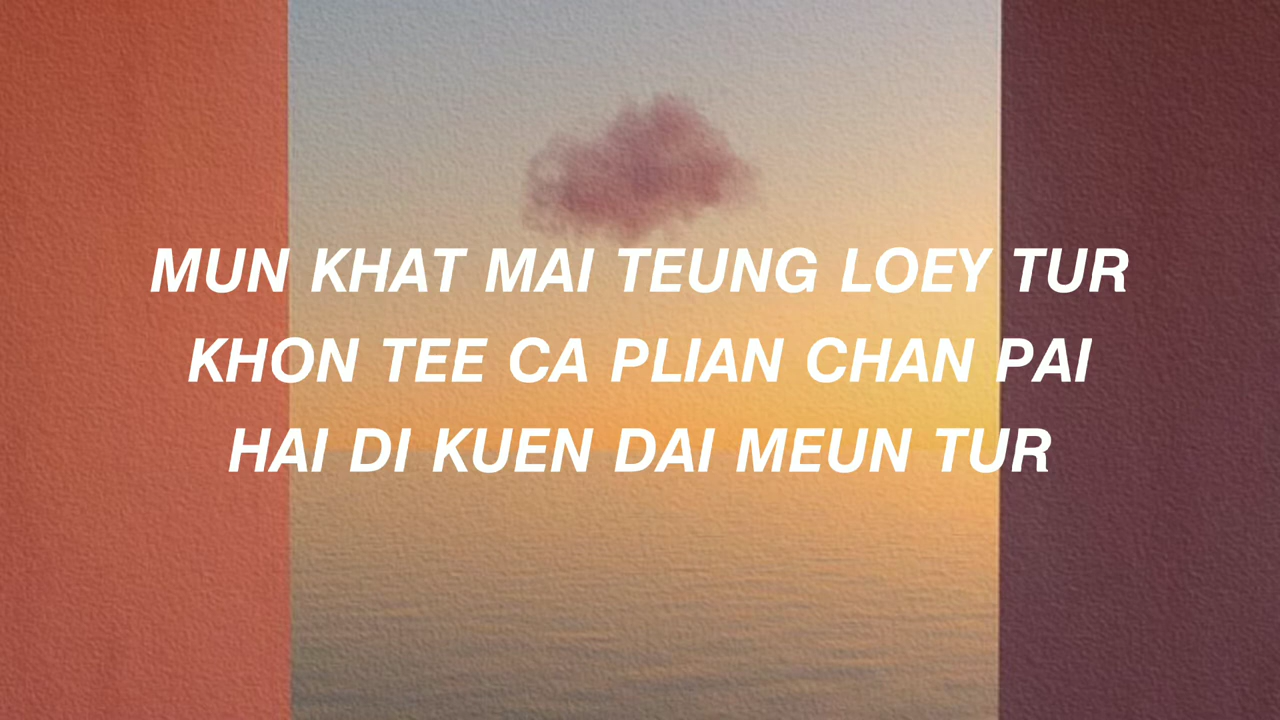 MUN KHAT MAI TEUNG LOEY TUR
KHON TEE CA PLIAN CHAN PAI
HAI DI KUEN DAI MEUN TUR